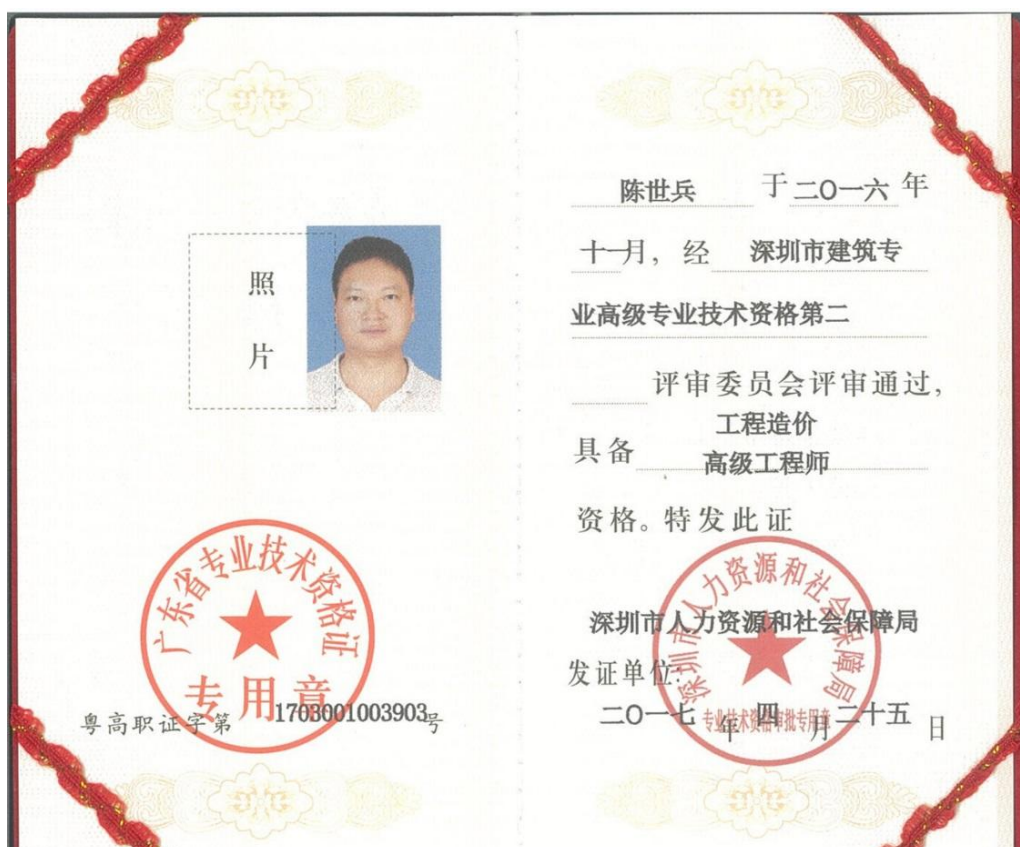 照
片
广东省专业技术资格证
专用章
粤高职证字第1703001003903号
陈世兵 于二O一六年
十一月，经 深圳市建筑专
业高级专业技术资格第二
评审委员会评审通过，
工程造价
具备 高级工程师
资格。特发此证
深圳市人力资源和社会保障局
深圳市人力资源和社会保障局
发证单位:
专业技术资格审批专用章
二O一七年四月二十五日